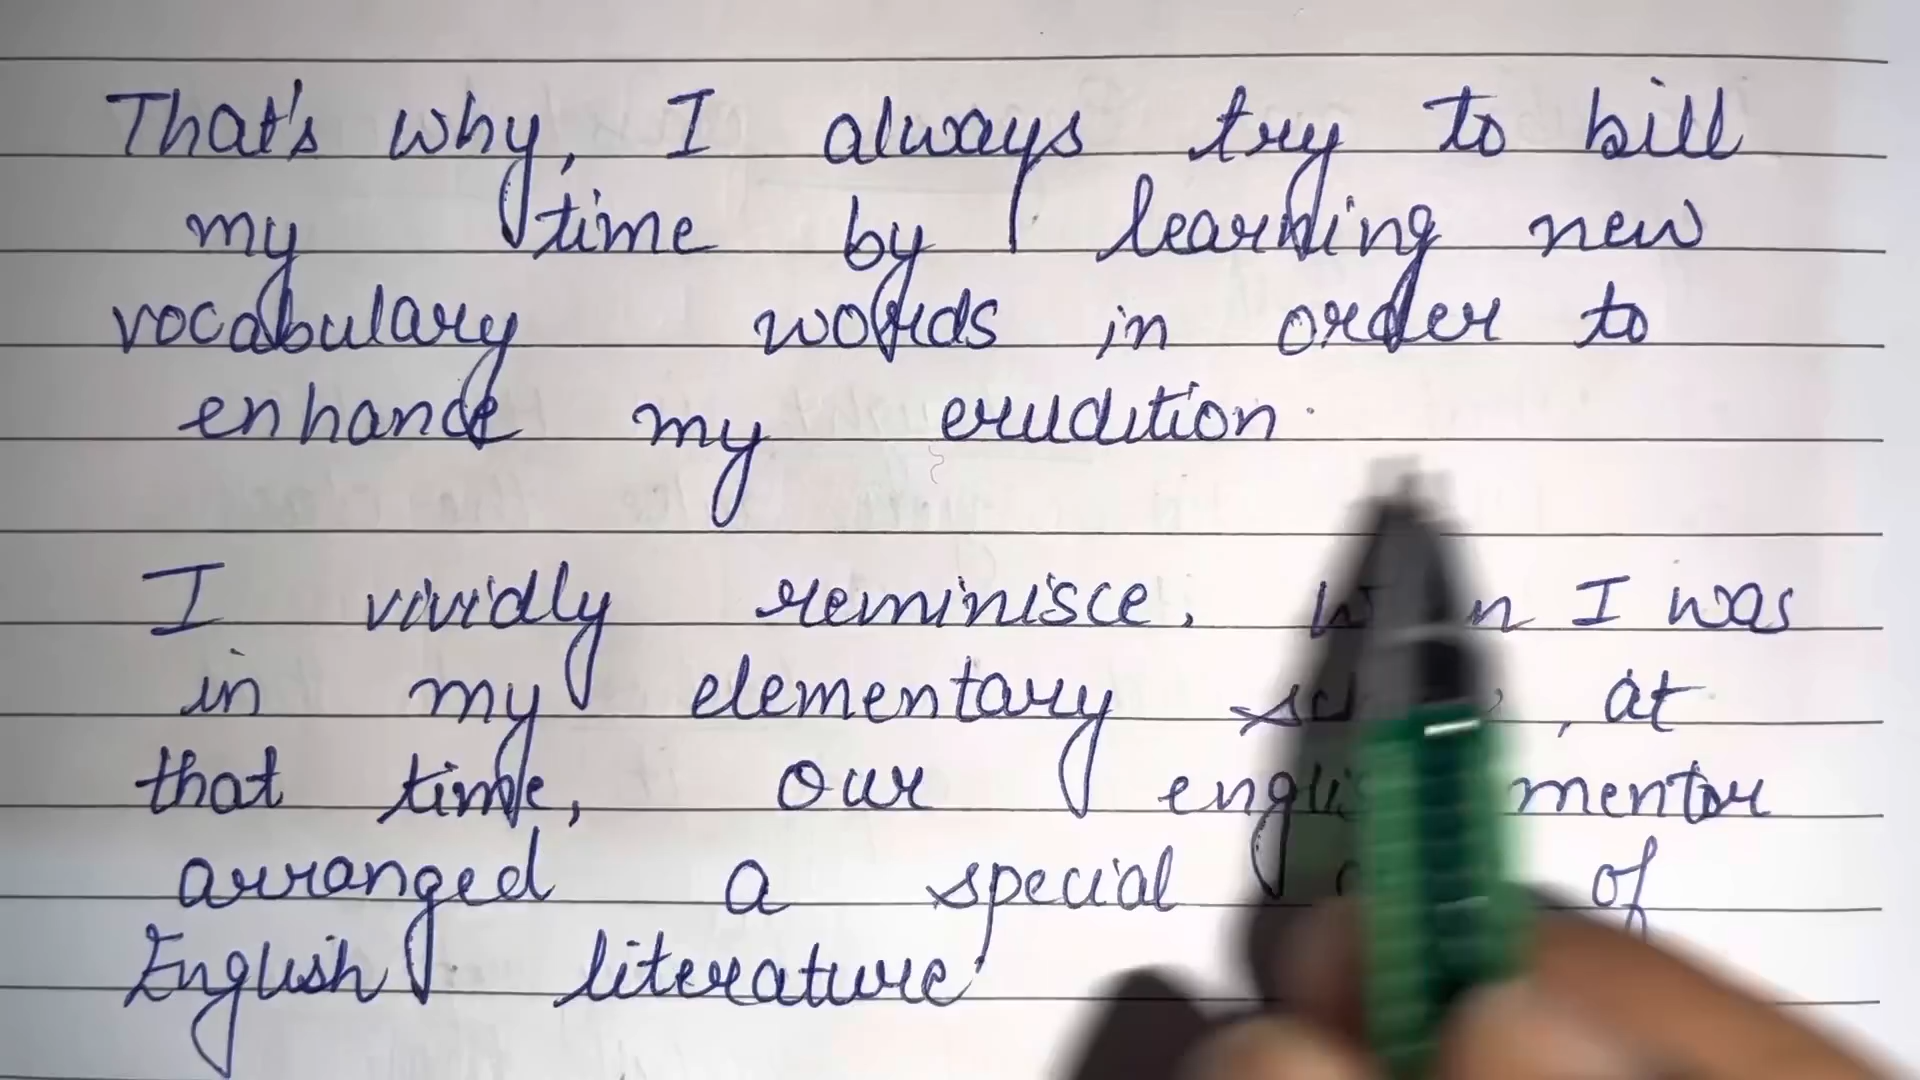 That's why, I always try to bill
my time by learning new
vocabulary words in order to
enhance my erudition.
I vividly reminisce, I was
in my elementary , at
that time, our mentor
arranged a special of
English literature